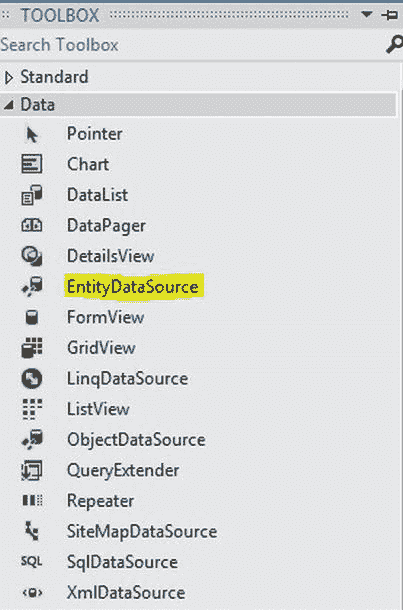 TOOLBOX
Search Toolbox
Standard
Data
Pointer
Chart
DataList
DataPager
DetailsView
EntityDataSource
FormView
GridView
LinqDataSource
ListView
ObjectDataSource
QueryExtender
Repeater
SiteMapDataSource
SQL SqlDataSource
XmlDataSource